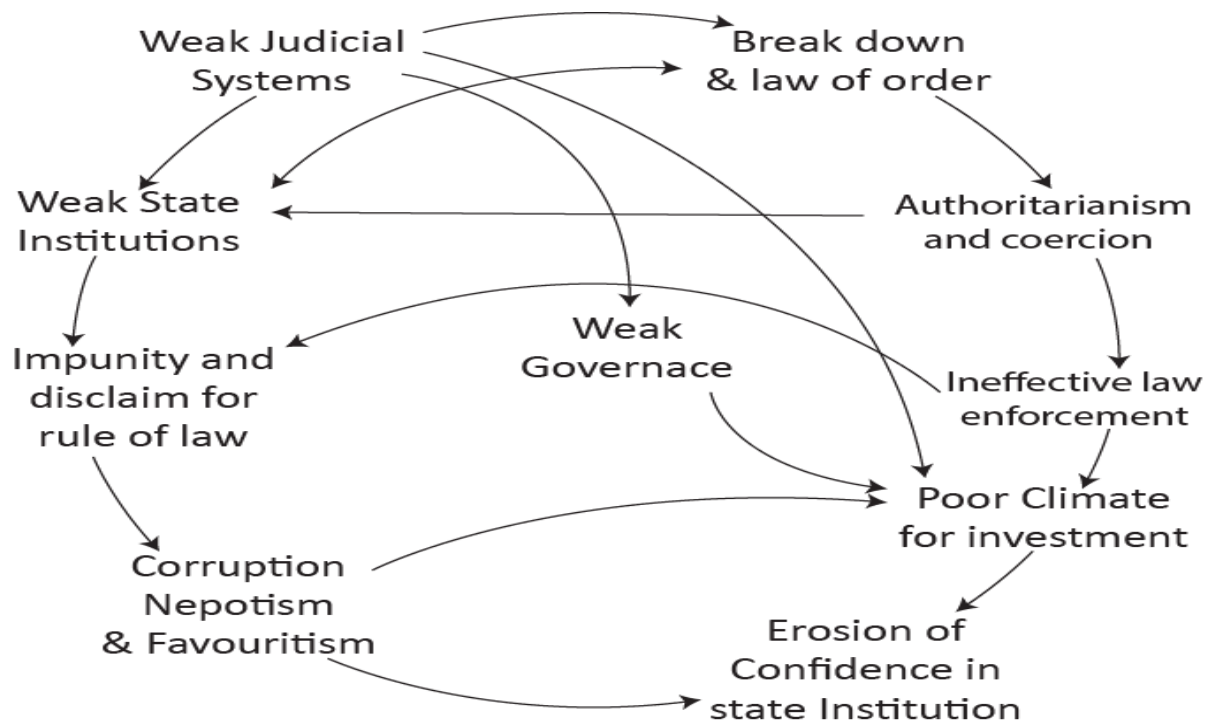 Weak Judicial
Systems
Break down
& law of order
Weak State
Institutions
Authoritarianism
and coercion
Weak
Governace
Impunity and
disclaim for
rule of law
Ineffective law
enforcement
Poor Climate
for investment
Corruption
Nepotism
& Favouritism
Erosion of
Confidence in
state Institution